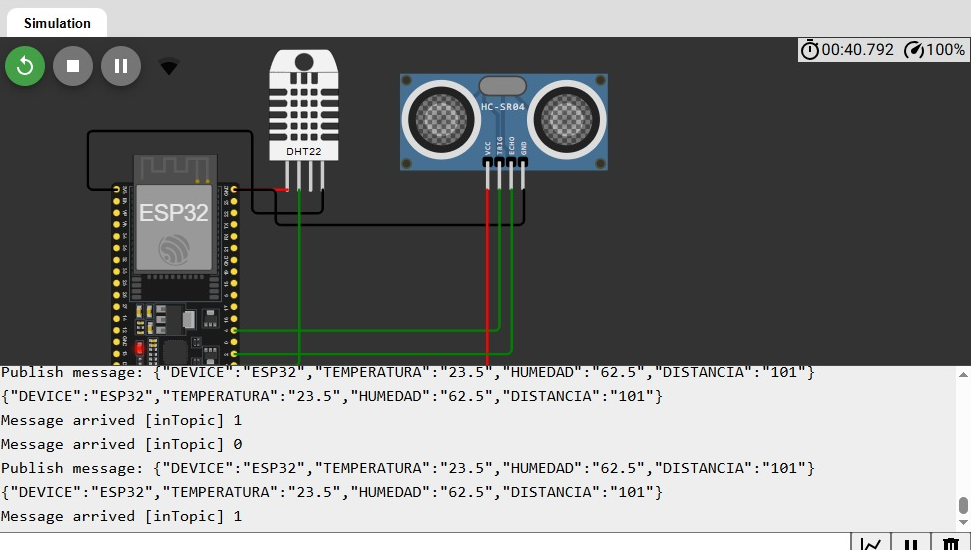 Simulation
00:40.792 100%
HC-SR04
VCC
TRIG
ECHO
GND
DHT22
ESP32
Publish message: {"DEVICE":"ESP32","TEMPERATURA":"23.5","HUMEDAD":"62.5","DISTANCIA":"101"}
{"DEVICE":"ESP32","TEMPERATURA":"23.5","HUMEDAD":"62.5","DISTANCIA":"101"}
Message arrived [inTopic] 1
Message arrived [inTopic] 0
Publish message: {"DEVICE":"ESP32","TEMPERATURA":"23.5","HUMEDAD":"62.5","DISTANCIA":"101"}
{"DEVICE":"ESP32","TEMPERATURA":"23.5","HUMEDAD":"62.5","DISTANCIA":"101"}
Message arrived [inTopic] 1